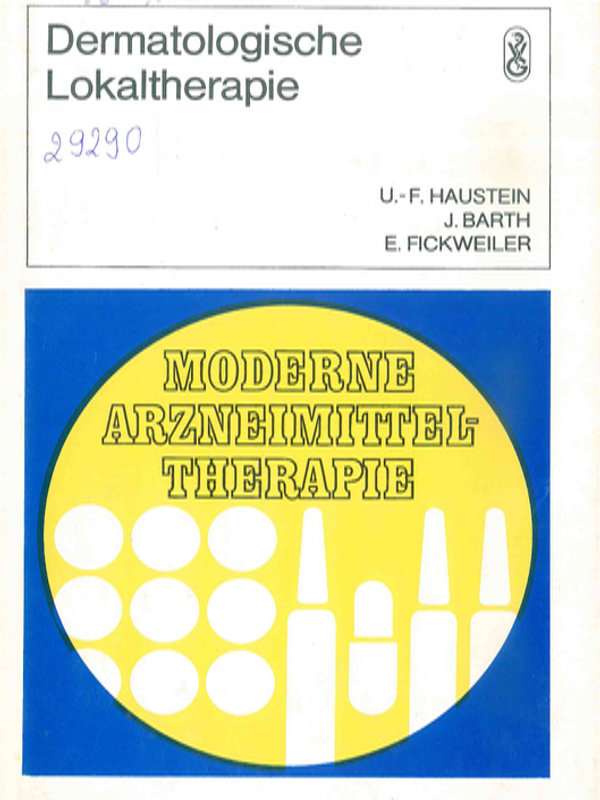 Dermatologische
Lokaltherapie
29290
U.-F. HAUSTEIN
J. BARTH
E. FICKWEILER
MODERNE
ARZNEIMITTEL-
THERAPIE